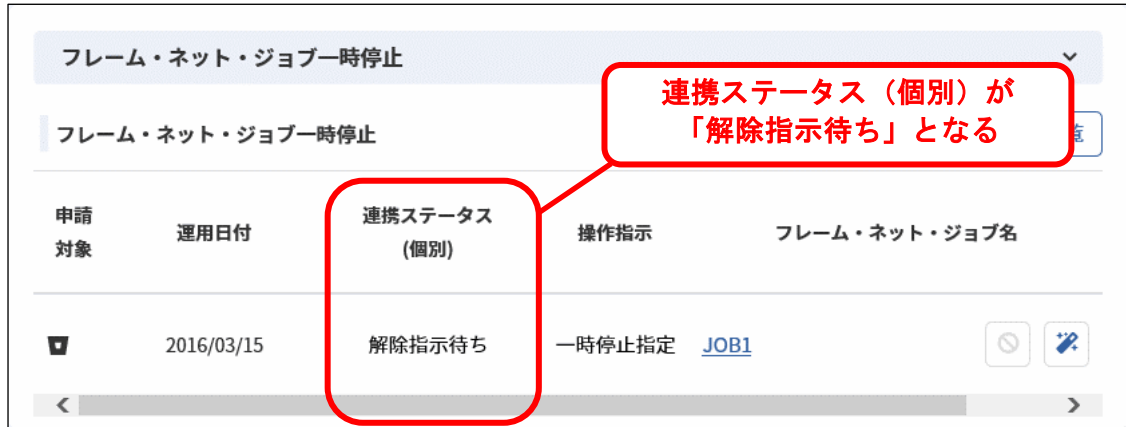 フレーム・ネット・ジョブ一時停止
連携ステータス（個別）が
「解除指示待ち」となる
フレーム・ネット・ジョブ一時停止
申請
対象
運用日付
連携ステータス
(個別)
操作指示
フレーム・ネット・ジョブ名
2016/03/15
解除指示待ち
一時停止指定
JOB1